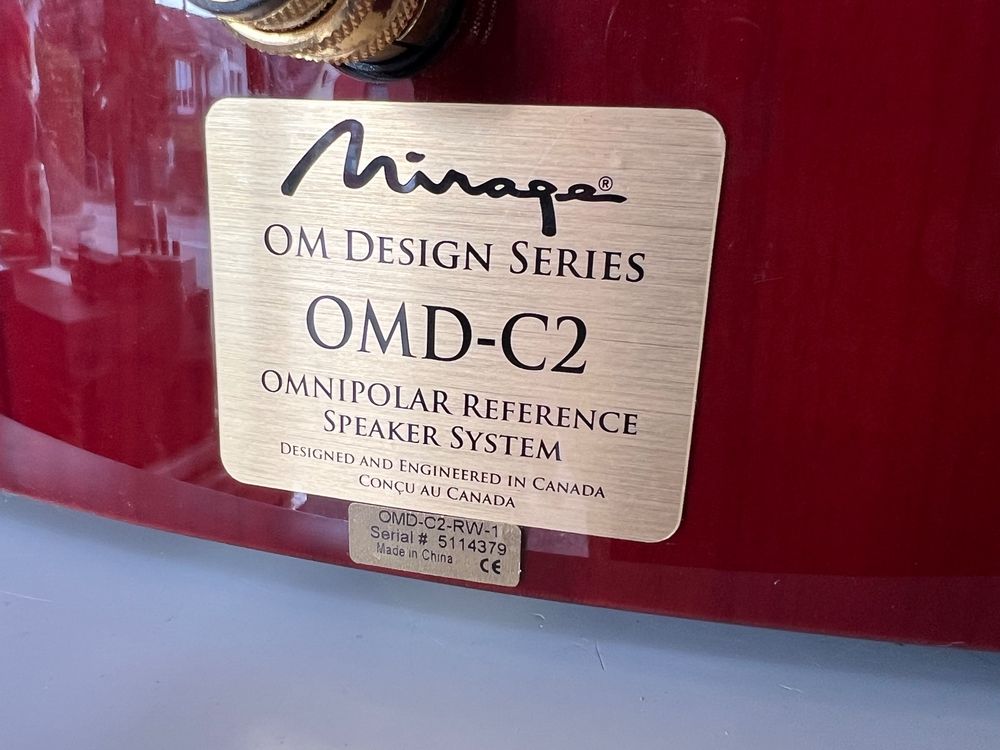 Mirage®
OM DESIGN SERIES
OMD-C2
OMNIPOLAR REFERENCE
SPEAKER SYSTEM
DESIGNED AND ENGINEERED IN CANADA
CONÇU AU CANADA
OMD-C2-RW-1
Serial # 5114379
Made in China CE